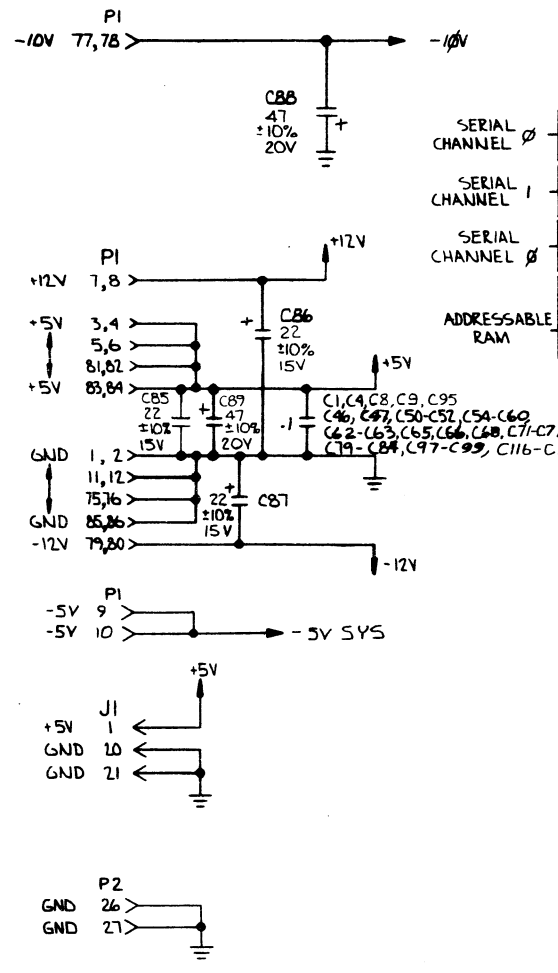 P1
-10V 77,78 -1ØV
C88
47
±10%
20V
+
SERIAL
CHANNEL Ø
SERIAL
CHANNEL 1
SERIAL
CHANNEL Ø
ADDRESSABLE
RAM
+12V
P1
+12V 7,8
+5V 3,4
5,6
81,82
+5V 83,84
+ C86
22
±10%
15V
+5V
C85
22
±10%
15V
+ C89
47
±10%
20V
.1
C1,C4,C8,C9,C95
C46,C47,C50-C52,C54-C60
C62-C63,C65,C66,C68,C71-C7
C79-C84,C97-C99,C116-C
GND 1,2
11,12
75,76
GND 85,86
-12V 79,80
+
22
±10%
15V
C87
-12V
P1
-5V 9
-5V 10 -5V SYS
+5V
J1
+5V 1
GND 20
GND 21
P2
GND 26
GND 27